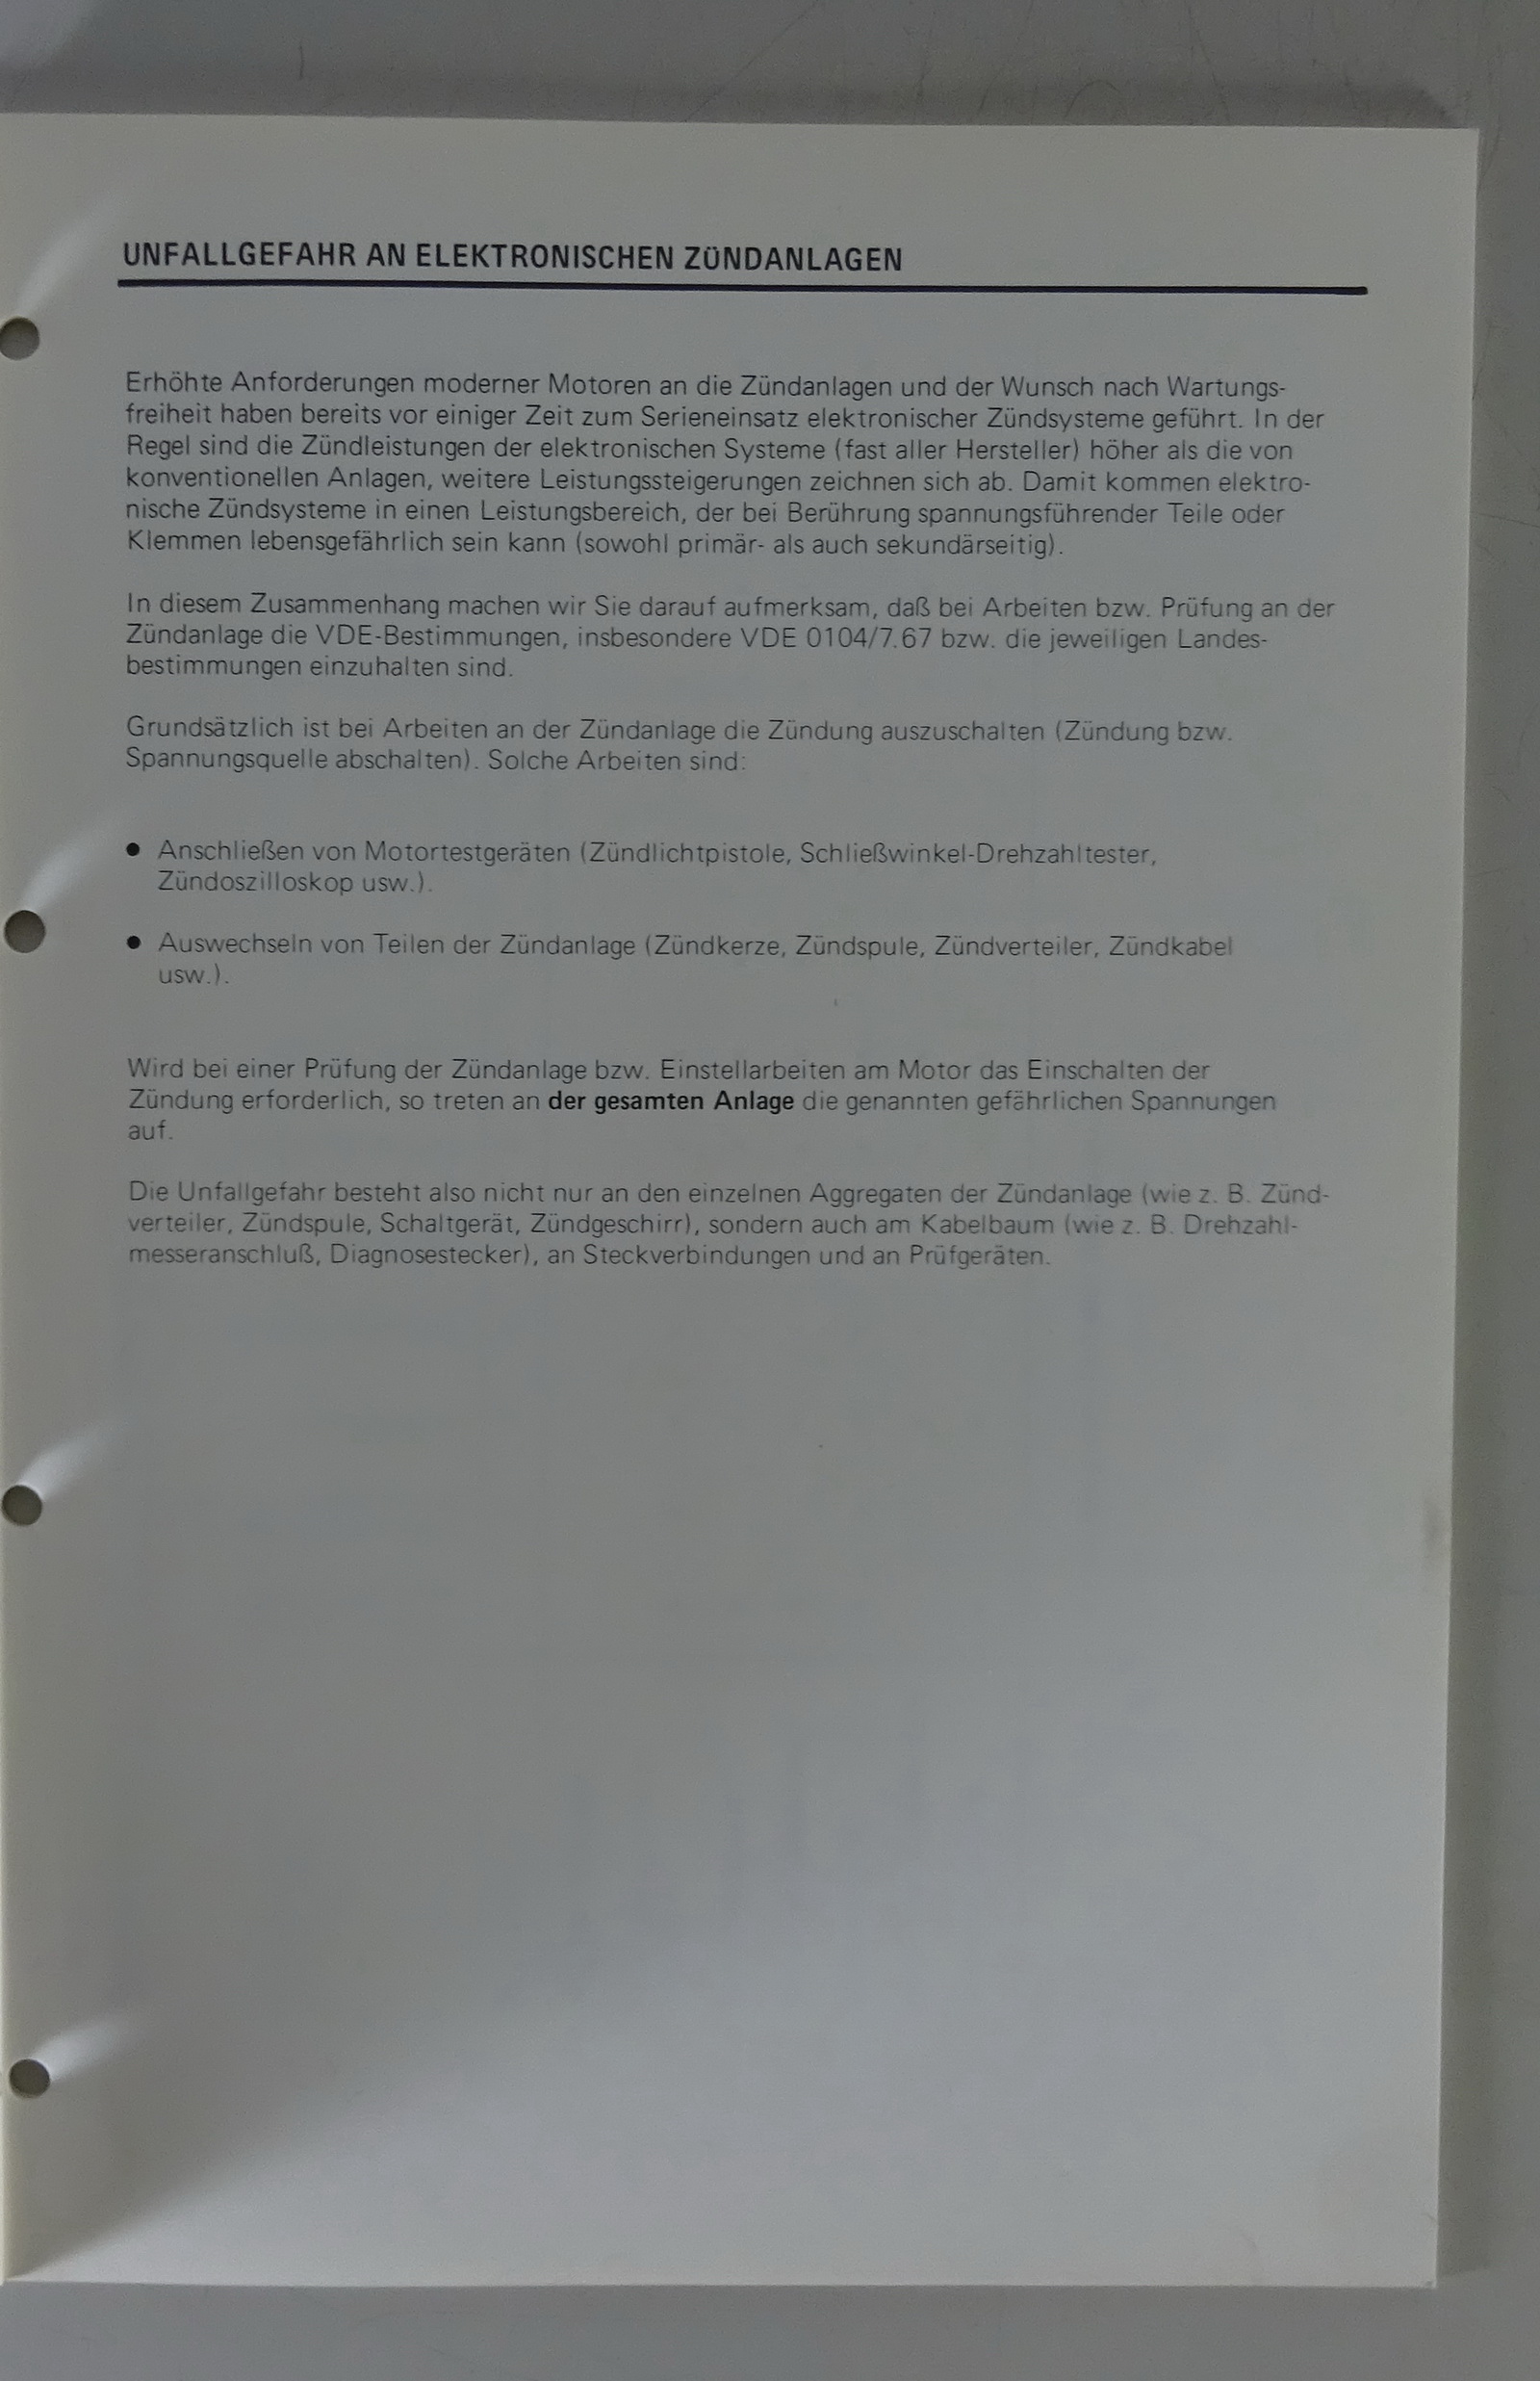 UNFALLGEFAHR AN ELEKTRONISCHEN ZÜNDANLAGEN
Erhöhte Anforderungen moderner Motoren an die Zündanlagen und der Wunsch nach Wartungs-
freiheit haben bereits vor einiger Zeit zum Serieneinsatz elektronischer Zündsysteme geführt. In der
Regel sind die Zündleistungen der elektronischen Systeme (fast aller Hersteller) höher als die von
konventionellen Anlagen, weitere Leistungssteigerungen zeichnen sich ab. Damit kommen elektro-
nische Zündsysteme in einen Leistungsbereich, der bei Berührung spannungsführender Teile oder
Klemmen lebensgefährlich sein kann (sowohl primär- als auch sekundärseitig).
In diesem Zusammenhang machen wir Sie darauf aufmerksam, daß bei Arbeiten bzw. Prüfung an der
Zündanlage die VDE-Bestimmungen, insbesondere VDE 0104/7.67 bzw. die jeweiligen Landes-
bestimmungen einzuhalten sind.
Grundsätzlich ist bei Arbeiten an der Zündanlage die Zündung auszuschalten (Zündung bzw.
Spannungsquelle abschalten). Solche Arbeiten sind:
● Anschließen von Motortestgeräten (Zündlichtpistole, Schließwinkel-Drehzahltester,
Zündoszilloskop usw.).
● Auswechseln von Teilen der Zündanlage (Zündkerze, Zündspule, Zündverteiler, Zündkabel
usw.).
Wird bei einer Prüfung der Zündanlage bzw. Einstellarbeiten am Motor das Einschalten der
Zündung erforderlich, so treten an der gesamten Anlage die genannten gefährlichen Spannungen
auf.
Die Unfallgefahr besteht also nicht nur an den einzelnen Aggregaten der Zündanlage (wie z. B. Zünd-
verteiler, Zündspule, Schaltgerät, Zündgeschirr), sondern auch am Kabelbaum (wie z. B. Drehzahl-
messeranschluß, Diagnosestecker), an Steckverbindungen und an Prüfgeräten.